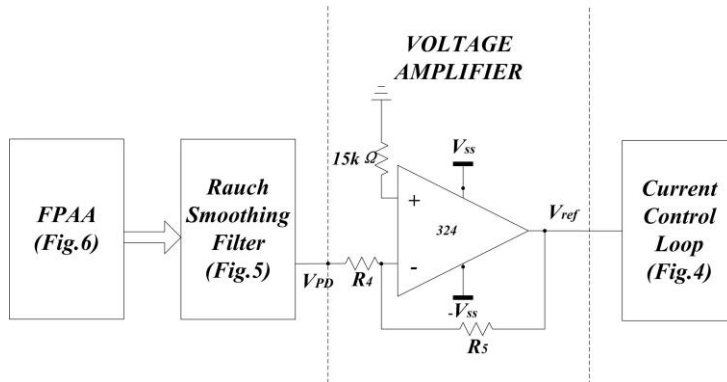 VOLTAGE
AMPLIFIER
FPAA
(Fig.6)
Rauch
Smoothing
Filter
(Fig.5)
15k Ω
Vss
+
324
-
-Vss
VPD
R4
R5
Vref
Current
Control
Loop
(Fig.4)